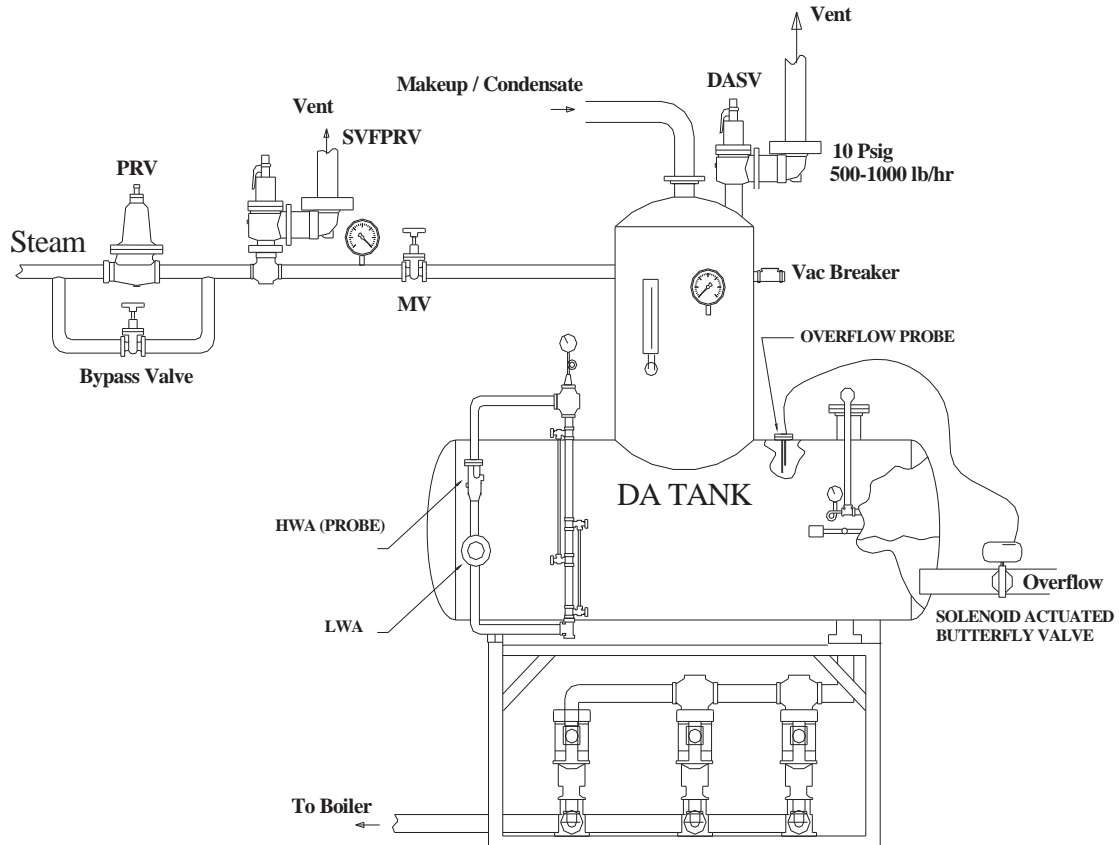 Vent
Makeup / Condensate
DASV
Vent
SVFPRV
PRV
10 Psig
500-1000 lb/hr
Steam
Vac Breaker
MV
OVERFLOW PROBE
Bypass Valve
DA TANK
HWA (PROBE)
Overflow
SOLENOID ACTUATED
BUTTERFLY VALVE
LWA
To Boiler